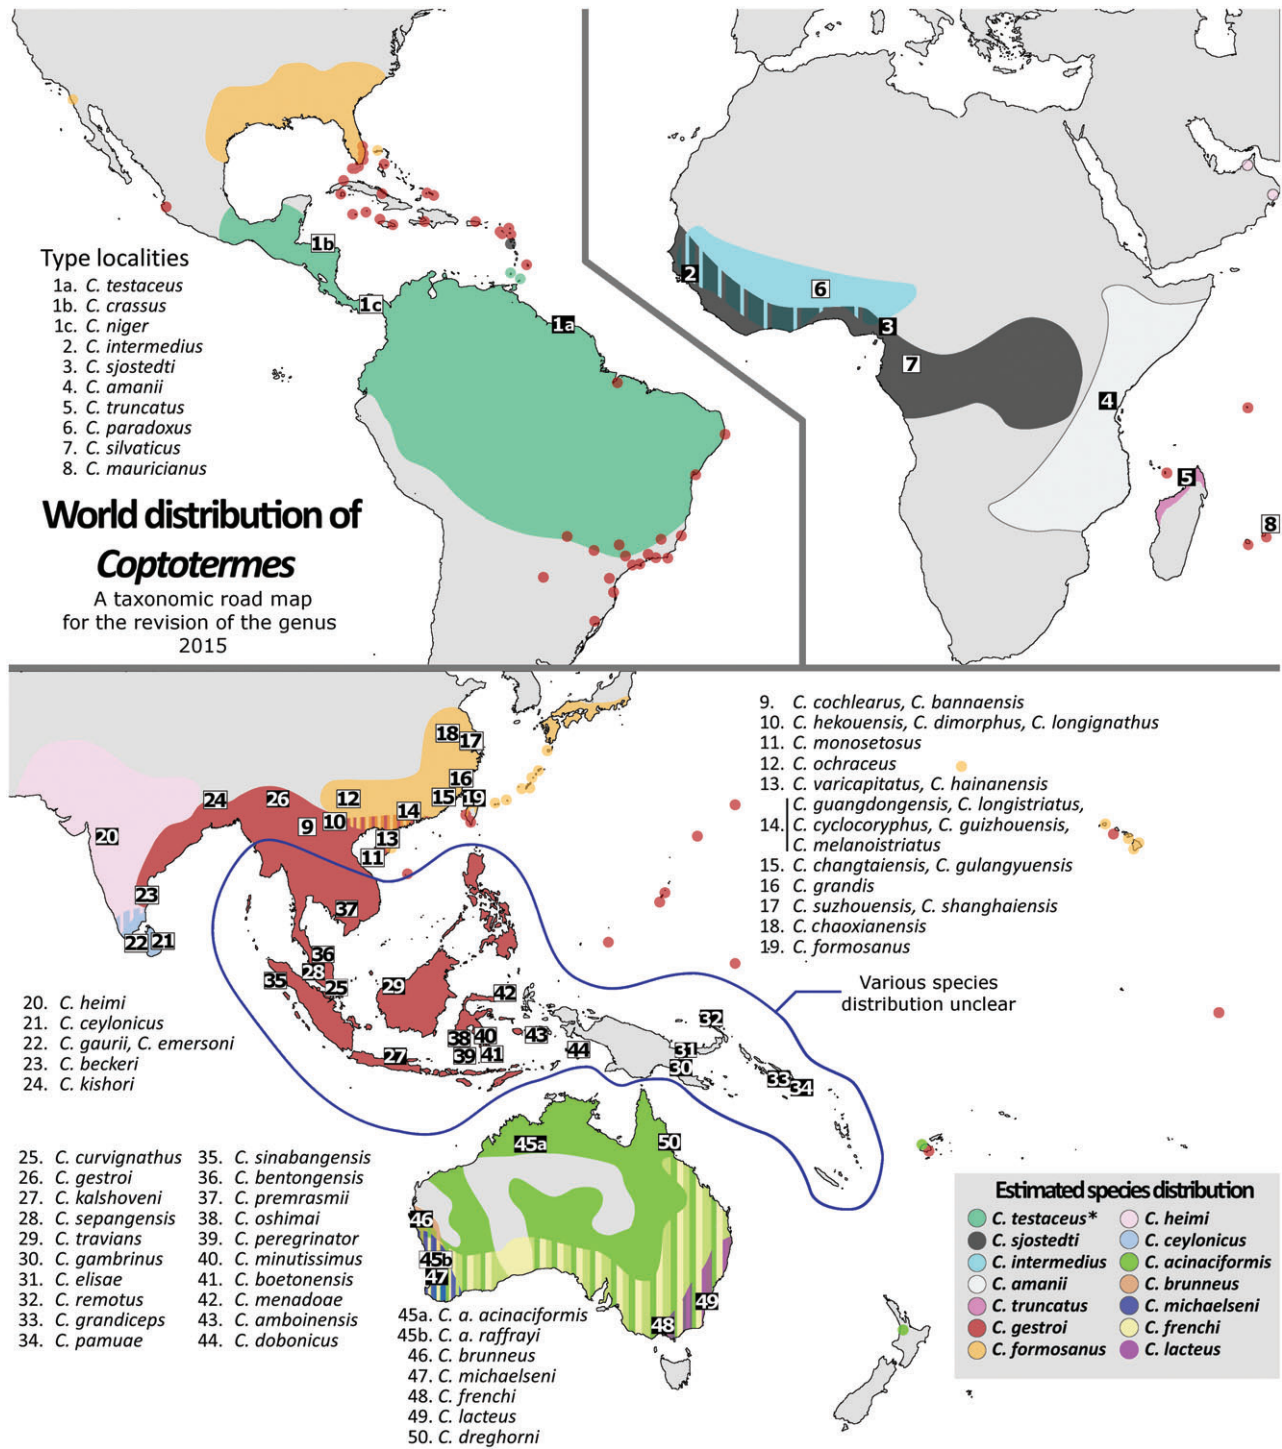 Type localities
1a. C. testaceus
1b. C. crassus
1c. C. niger
2. C. intermedius
3. C. sjostedti
4. C. amanii
5. C. truncatus
6. C. paradoxus
7. C. silvaticus
8. C. mauricianus
World distribution of
Coptotermes
A taxonomic road map
for the revision of the genus
2015
1b
1c
1a
2
6
3
7
4
5
8
9. C. cochlearus, C. bannaensis
10. C. hekouensis, C. dimorphus, C. longignathus
11. C. monosetosus
12. C. ochraceus
13. C. varicapitatus, C. hainanensis
C. guangdongensis, C. longistriatus,
14. C. cyclocoryphus, C. guizhouensis,
C. melanoistriatus
15. C. changtaiensis, C. gulangyuensis
16 C. grandis
17 C. suzhouensis, C. shanghaiensis
18. C. chaoxianensis
19. C. formosanus
Various species
distribution unclear
18
17
16
15
19
14
12
10
13
11
9
26
24
20
23
22
21
37
36
28
25
35
29
27
42
38
40
39
41
43
44
32
31
30
33
34
20. C. heimi
21. C. ceylonicus
22. C. gaurii, C. emersoni
23. C. beckeri
24. C. kishori
25. C. curvignathus
26. C. gestroi
27. C. kalshoveni
28. C. sepangensis
29. C. travians
30. C. gambrinus
31. C. elisae
32. C. remotus
33. C. grandiceps
34. C. pamuae
35. C. sinabangensis
36. C. bentongensis
37. C. premrasmii
38. C. oshimai
39. C. peregrinator
40. C. minutissimus
41. C. boetonensis
42. C. menadoae
43. C. amboinensis
44. C. dobonicus
45a
50
46
45b
47
49
48
45a. C. a. acinaciformis
45b. C. a. raffrayi
46. C. brunneus
47. C. michaelseni
48. C. frenchi
49. C. lacteus
50. C. dreghorni
Estimated species distribution
C. testaceus*
C. sjostedti
C. intermedius
C. amanii
C. truncatus
C. gestroi
C. formosanus
C. heimi
C. ceylonicus
C. acinaciformis
C. brunneus
C. michaelseni
C. frenchi
C. lacteus